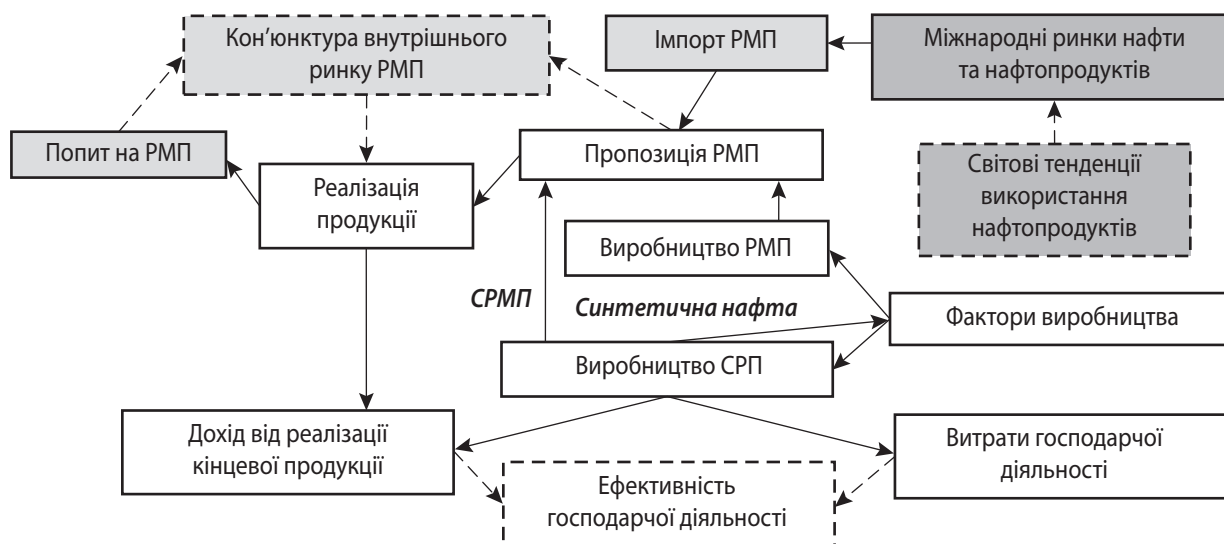 Кон'юнктура внутрішнього
ринку РМП
Імпорт РМП
Міжнародні ринки нафти
та нафтопродуктів
Попит на РМП
Пропозиція РМП
Світові тенденції
використання
нафтопродуктів
Реалізація
продукції
Виробництво РМП
СРМП
Синтетична нафта
Фактори виробництва
Виробництво СРП
Дохід від реалізації
кінцевої продукції
Витрати господарчої
діяльності
Ефективність
господарчої діяльності